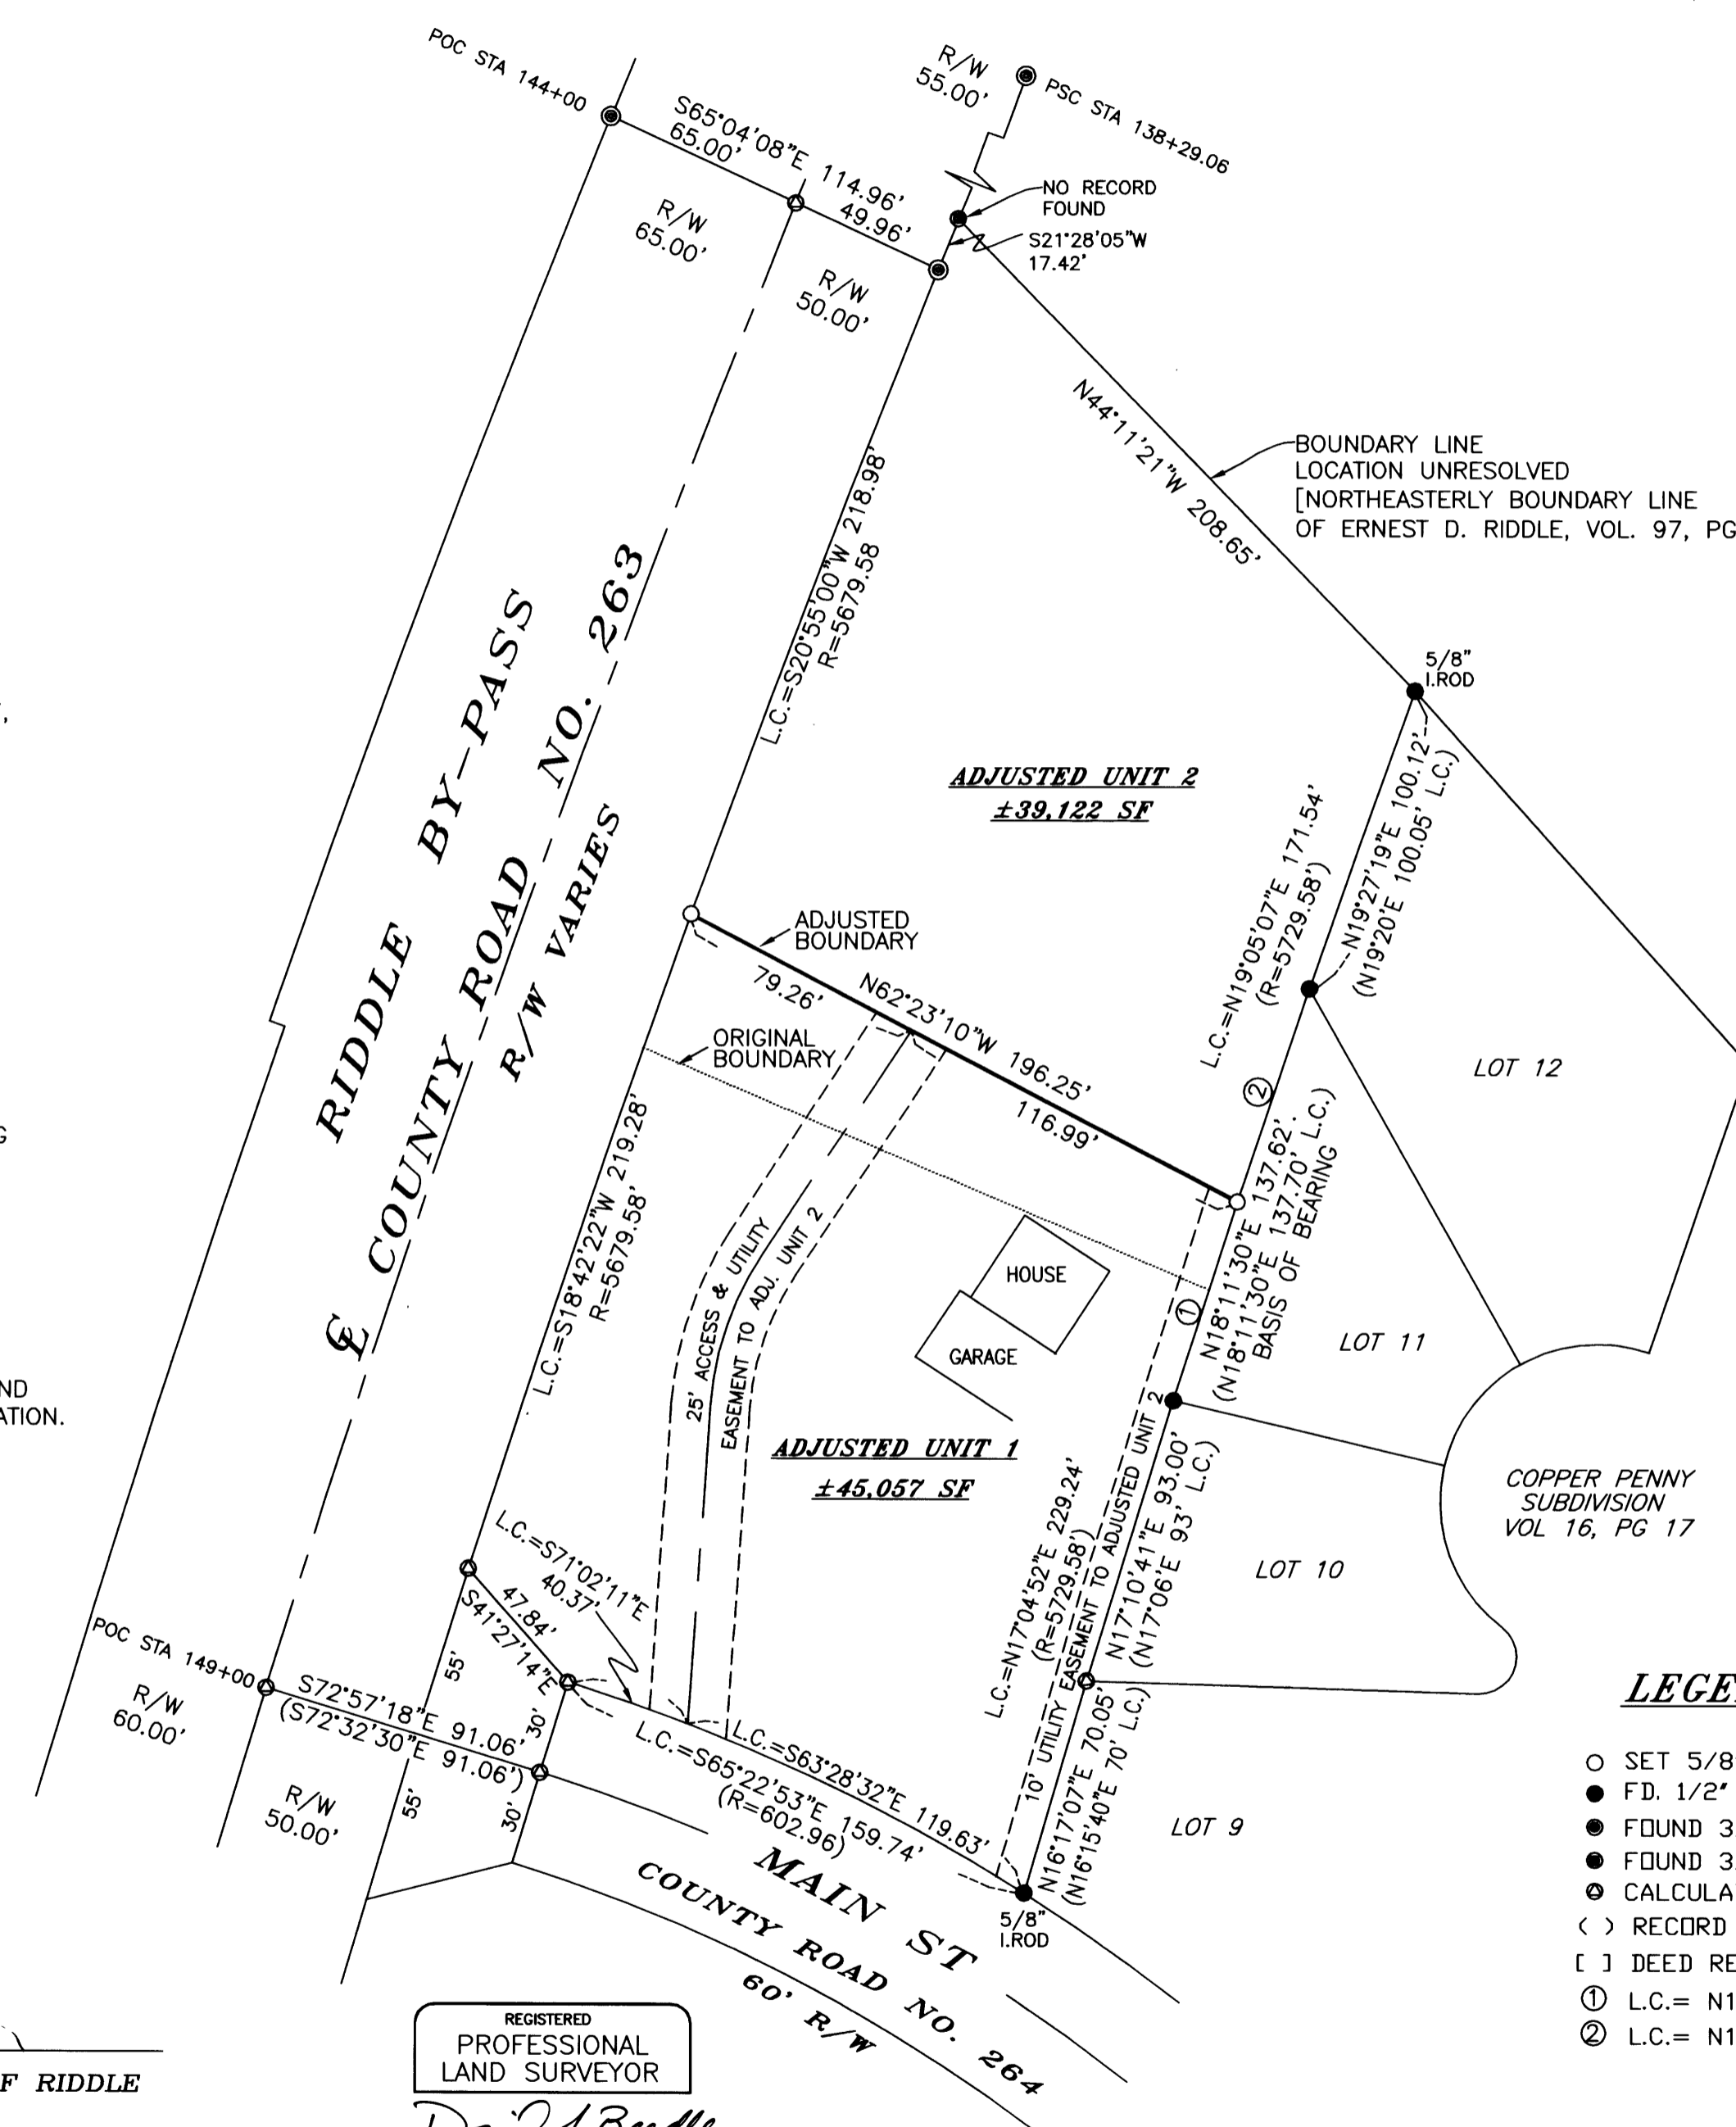 POC STA 144+00
R/W
55.00'
PSC STA 138+29.06
S65°04'08"E 114.96'
65.00'
49.96'
NO RECORD
FOUND
S21°28'05"W
17.42'
R/W
65.00'
R/W
50.00'
N44°11'21"W 208.65'
BOUNDARY LINE
LOCATION UNRESOLVED
[NORTHEASTERLY BOUNDARY LINE
OF ERNEST D. RIDDLE, VOL. 97, PG
L.C.=S20°55'00"W 218.98'
R=5679.58
5/8"
I.ROD
RIDDLE BY-PASS
℄ COUNTY ROAD NO. 263
R/W VARIES
ADJUSTED UNIT 2
±39,122 SF
L.C.=N19°05'07"E 171.54'
(R=5729.58')
N19°27'19"E 100.12'
(N19°20'E 100.05' L.C.)
ADJUSTED
BOUNDARY
79.26'
N62°23'10"W 196.25'
116.99'
ORIGINAL
BOUNDARY
LOT 12
2
L.C.=S18°42'22"W 219.28'
R=5679.58'
25' ACCESS & UTILITY
EASEMENT TO ADJ. UNIT 2
HOUSE
GARAGE
1
N18°11'30"E 137.62'
(N18°11'30"E 137.70' L.C.)
BASIS OF BEARING
LOT 11
G
ND
ATION.
ADJUSTED UNIT 1
±45,057 SF
L.C.=N17°04'52"E 229.24'
(R=5729.58')
10' UTILITY EASEMENT TO ADJUSTED UNIT 2
N17°10'41"E 93.00'
(N17°06'E 93' L.C.)
COPPER PENNY
SUBDIVISION
VOL 16, PG 17
LOT 10
L.C.=S71°02'11"E
40.37'
47.84'
S41°27'14"E
POC STA 149+00
R/W
60.00'
S72°57'18"E 91.06'
(S72°32'30"E 91.06')
55'
30'
R/W
50.00'
55'
30'
L.C.=S63°28'32"E 119.63'
L.C.=S65°22'53"E 159.74'
(R=602.96)
N16°17'07"E 70.05'
(N16°15'40"E 70' L.C.)
LOT 9
5/8"
I.ROD
MAIN ST
COUNTY ROAD NO. 264
60' R/W
LEGE
SET 5/8
FD. 1/2"
FOUND 3
FOUND 3
CALCULA
( ) RECORD
[ ] DEED RE
1 L.C.= N1
2 L.C.= N1
F RIDDLE
REGISTERED
PROFESSIONAL
LAND SURVEYOR